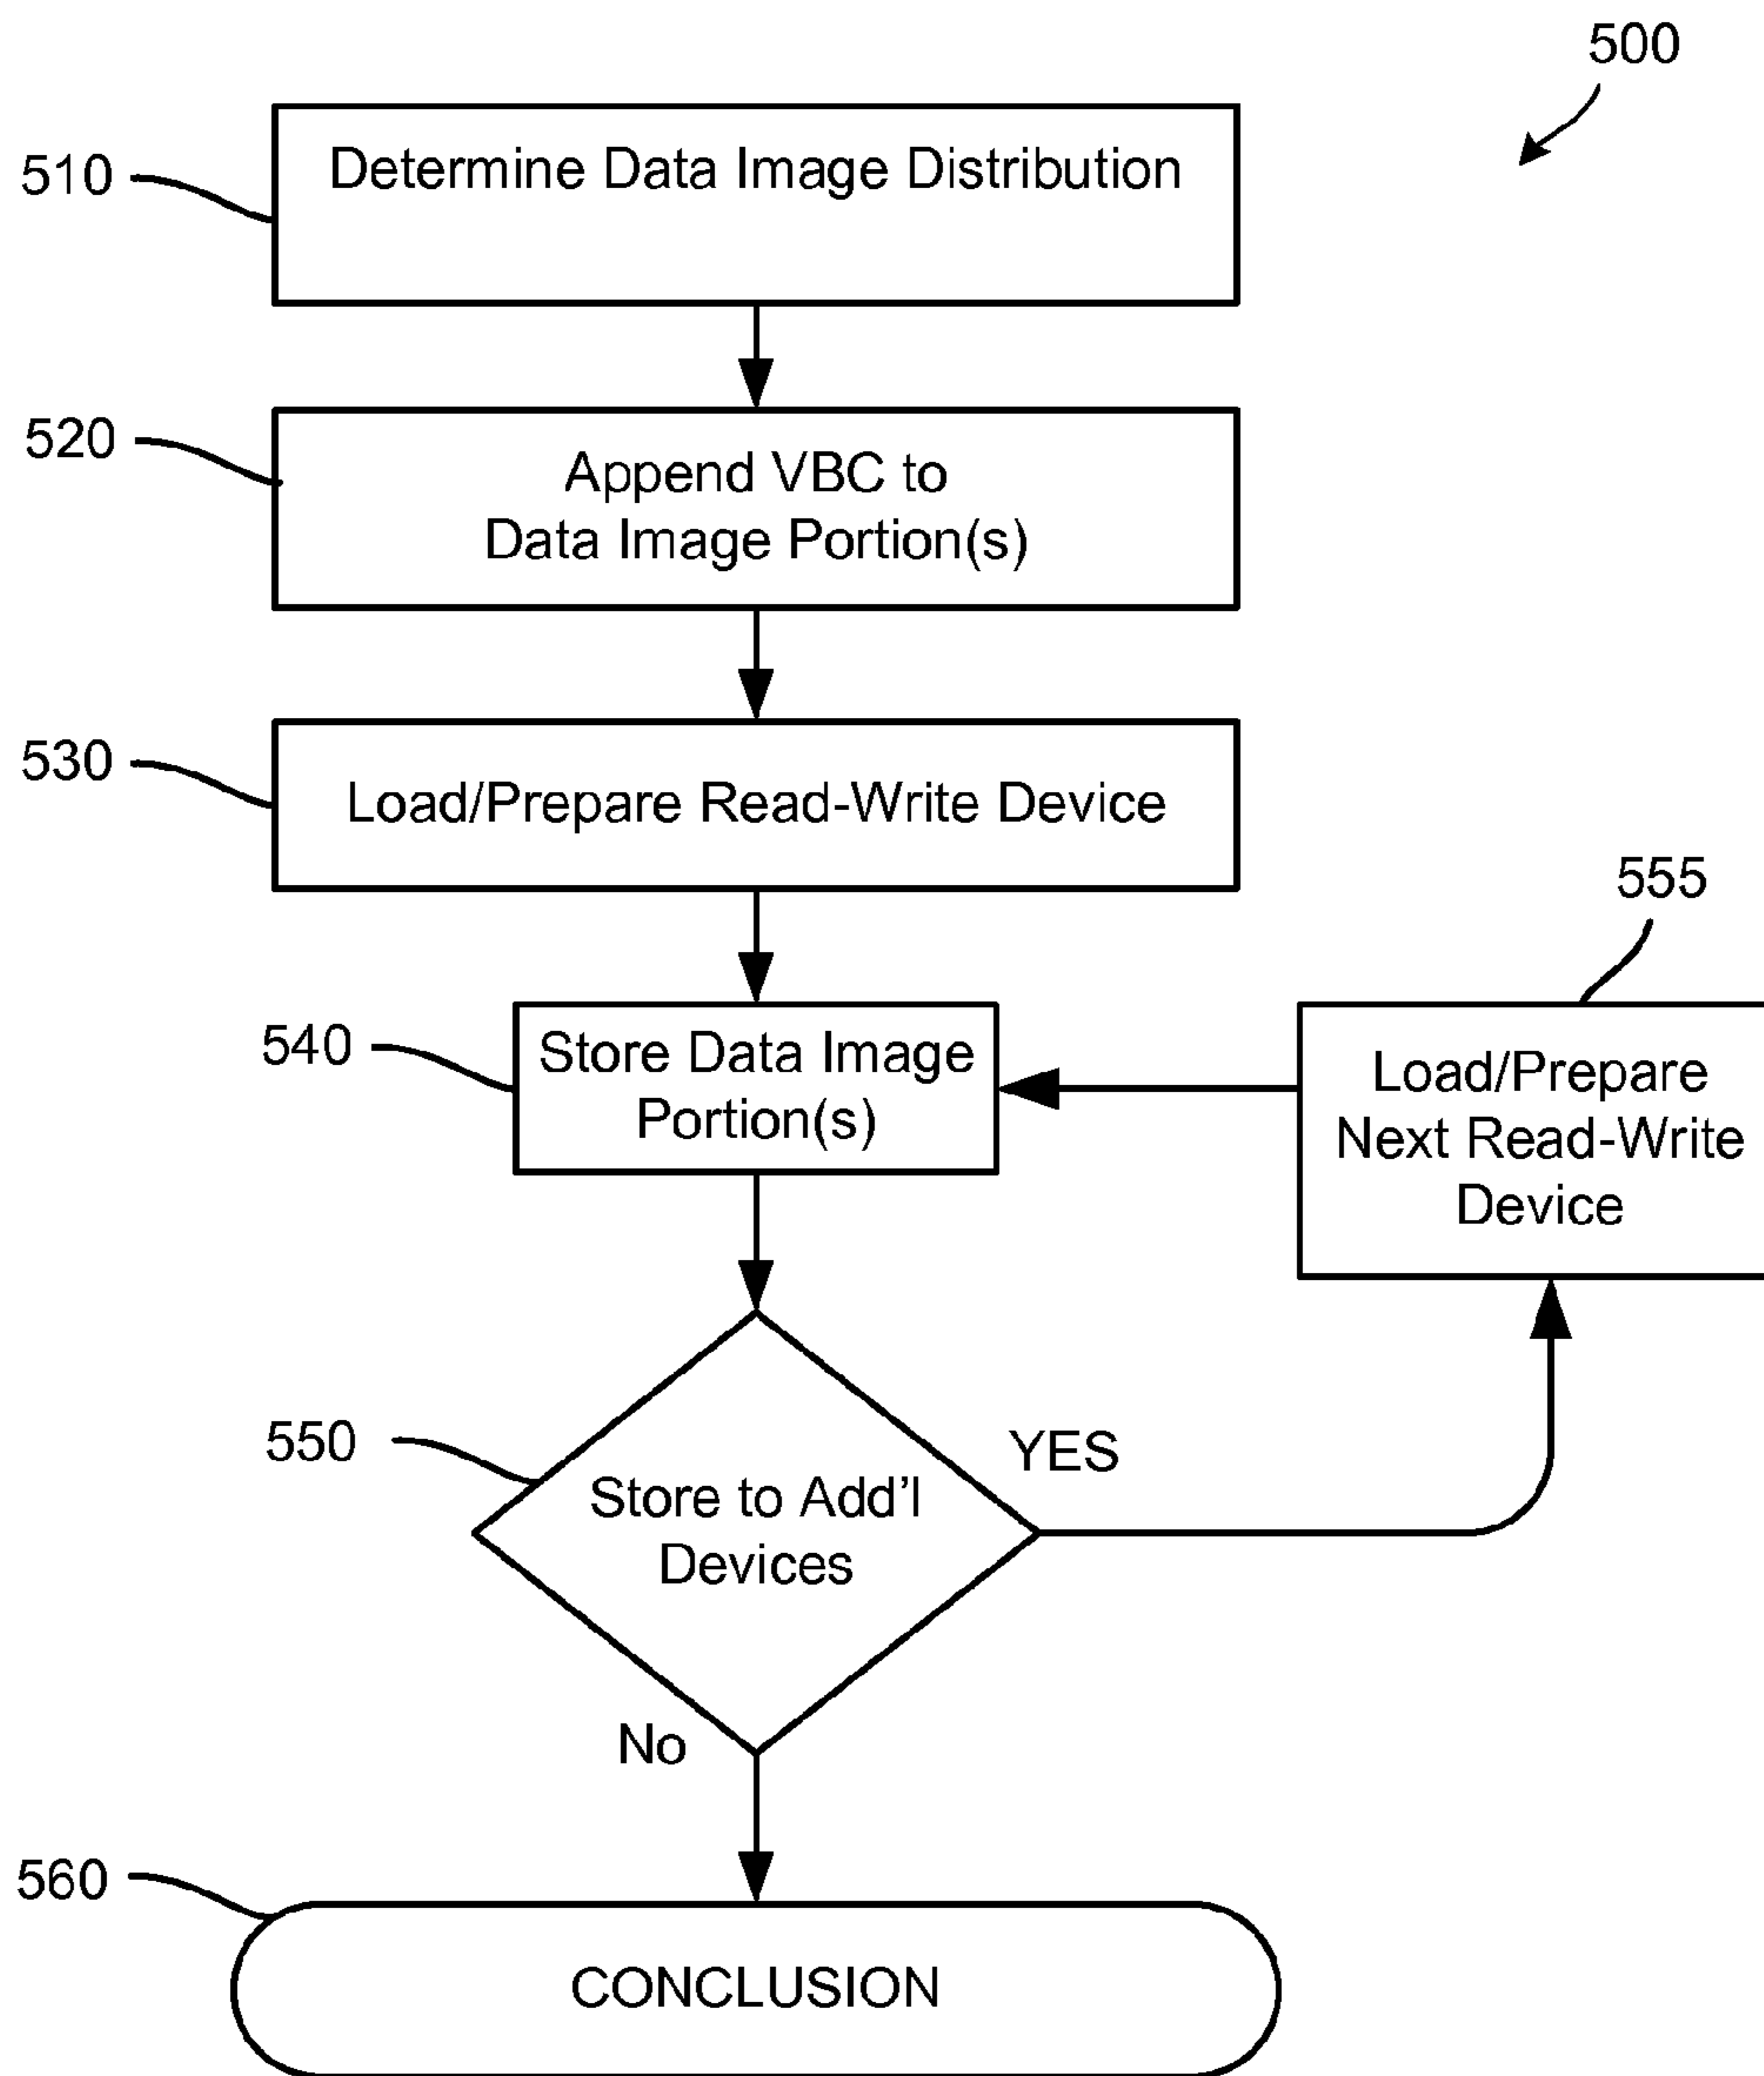 500
510
Determine Data Image Distribution
520
Append VBC to
Data Image Portion(s)
530
Load/Prepare Read-Write Device
555
540
Store Data Image
Portion(s)
Load/Prepare
Next Read-Write
Device
550
Store to Add'l
Devices
YES
No
560
CONCLUSION